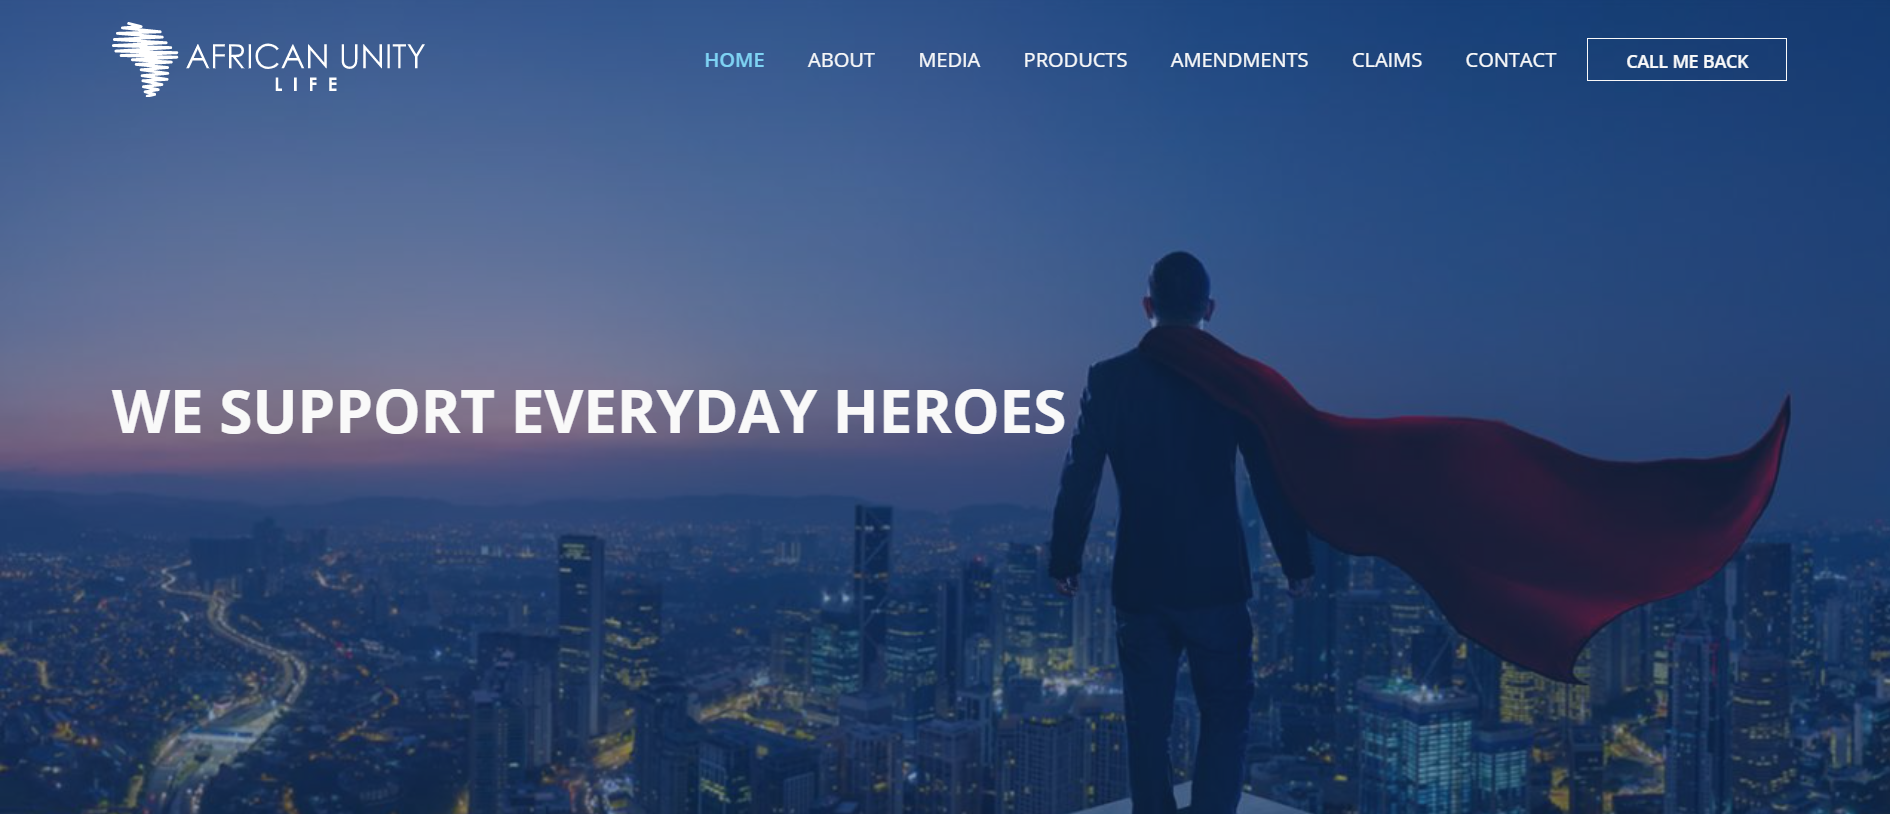 AFRICAN UNITY
LIFE
HOME
ABOUT
MEDIA
PRODUCTS
AMENDMENTS
CLAIMS
CONTACT
CALL ME BACK
WE SUPPORT EVERYDAY HEROES